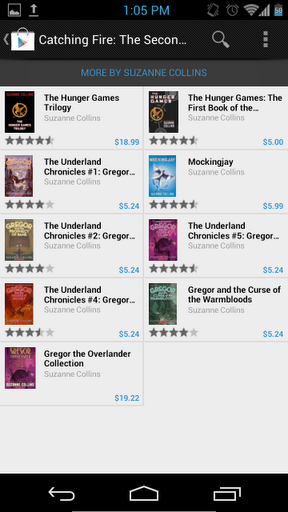 1:05 PM
Catching Fire: The Secon...
MORE BY SUZANNE COLLINS
The Hunger Games
Trilogy
Suzanne Collins
$18.99
The Hunger Games: The
First Book of the...
Suzanne Collins
$5.00
The Underland
Chronicles #1: Gregor...
Suzanne Collins
$5.24
Mockingjay
Suzanne Collins
$5.99
The Underland
Chronicles #2: Gregor...
Suzanne Collins
$5.24
The Underland
Chronicles #5: Gregor...
Suzanne Collins
$5.24
The Underland
Chronicles #4: Gregor...
Suzanne Collins
$5.24
Gregor and the Curse of
the Warmbloods
Suzanne Collins
$5.24
Gregor the Overlander
Collection
Suzanne Collins
$19.22